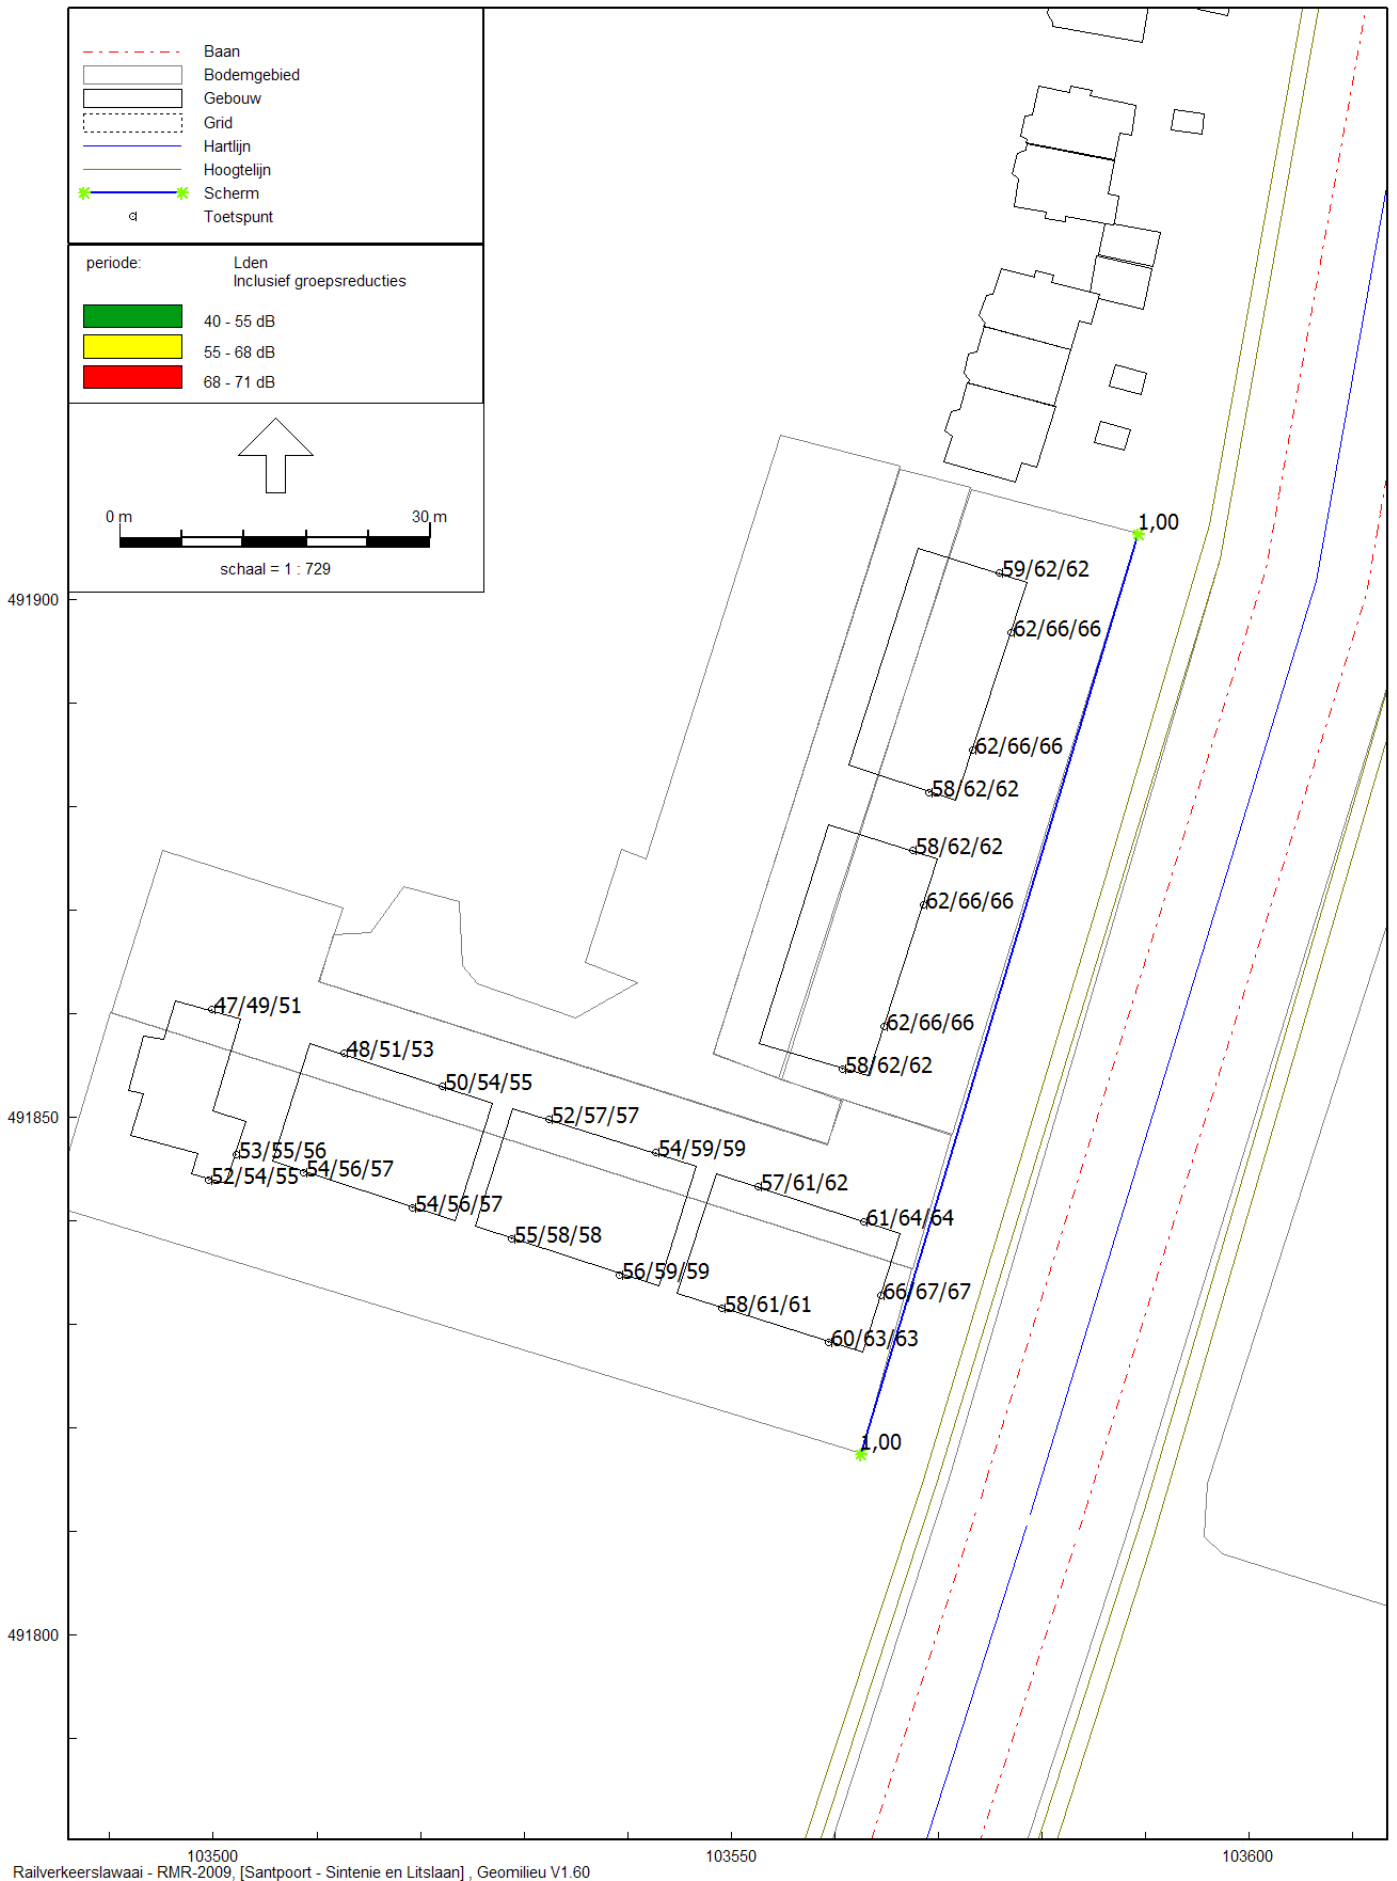 Baan
Bodemgebied
Gebouw
Grid
Hartlijn
Hoogtelijn
Scherm
Toetspunt
periode: Lden
Inclusief groepsreducties
40 - 55 dB
55 - 68 dB
68 - 71 dB
0 m 30 m
schaal = 1 : 729
1,00
59/62/62
491900
62/66/66
62/66/66
58/62/62
58/62/62
62/66/66
47/49/51
62/66/66
48/51/53
58/62/62
50/54/55
491850
52/57/57
54/59/59
53/55/56
54/56/57
52/54/55
57/61/62
54/56/57
61/64/64
55/58/58
56/59/59
66/67/67
58/61/61
60/63/63
1,00
491800
103500 103550 103600
Railverkeerslawaai - RMR-2009, [Santpoort - Sintenie en Litslaan] , Geomilieu V1.60